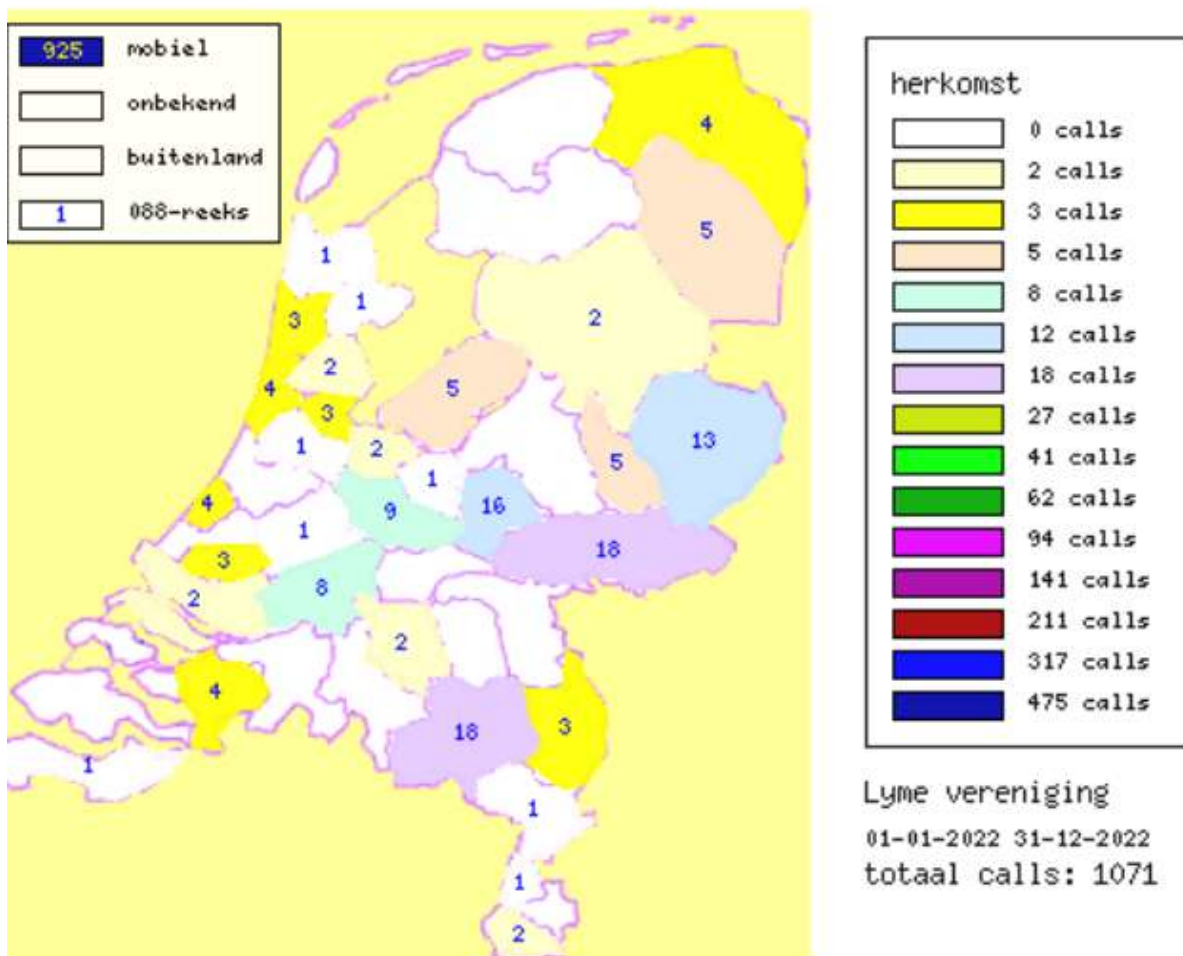 925 mobiel
onbekend
buitenland
1 088-reeks
4
5
1
1
2
3
2
5
4
3
13
1
2
5
1
4
16
9
1
18
3
8
2
2
4
18
3
1
1
1
2
herkomst
0 calls
2 calls
3 calls
5 calls
8 calls
12 calls
18 calls
27 calls
41 calls
62 calls
94 calls
141 calls
211 calls
317 calls
475 calls
Lyme vereniging
01-01-2022 31-12-2022
totaal calls: 1071